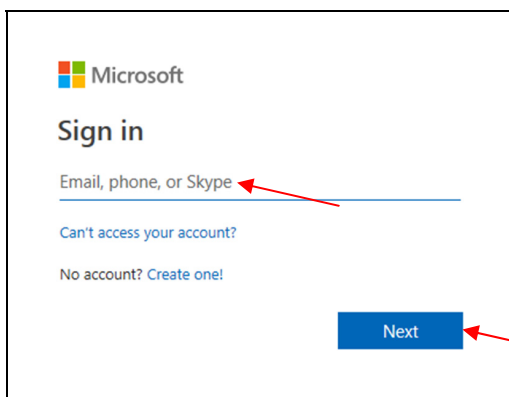 Microsoft
Sign in
Email, phone, or Skype
Can't access your account?
No account? Create one!
Next